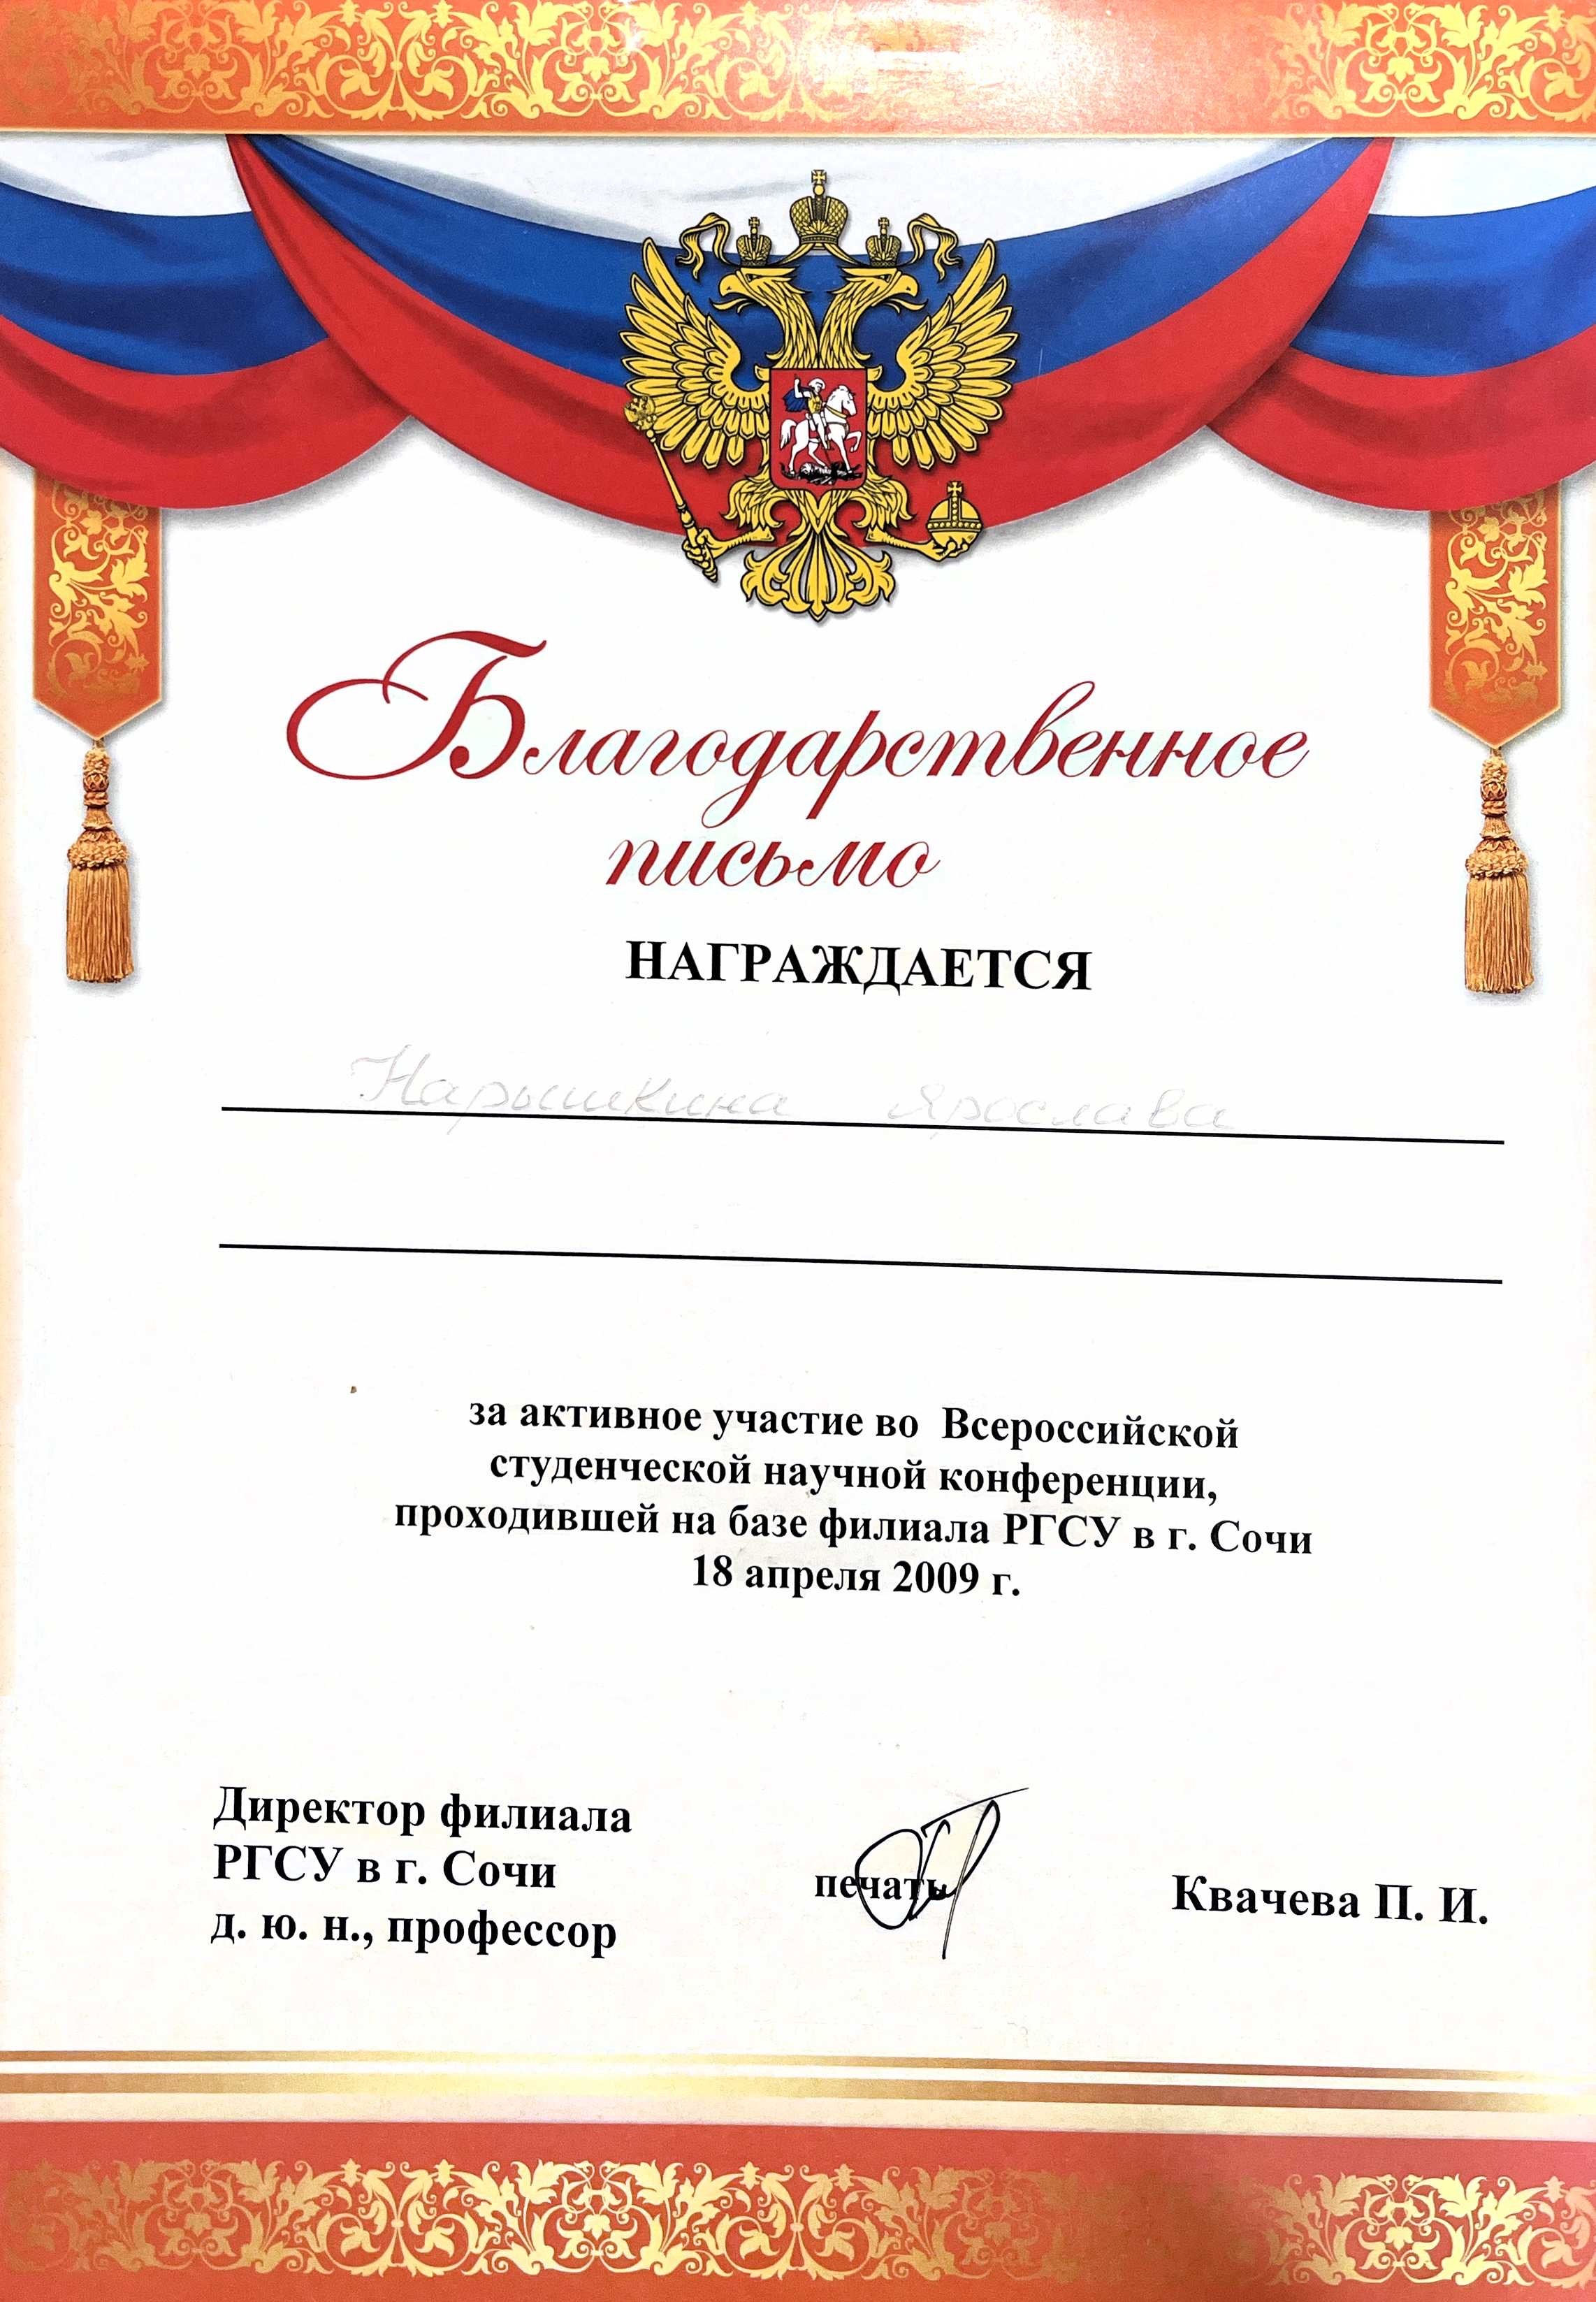 Благодарственное
письмо
НАГРАЖДАЕТСЯ
Нарышкина Ярослава
за активное участие во Всероссийской
студенческой научной конференции,
проходившей на базе филиала РГСУ в г. Сочи
18 апреля 2009 г.
Директор филиала
РГСУ в г. Сочи
д. ю. н., профессор
печать
Квачева П. И.